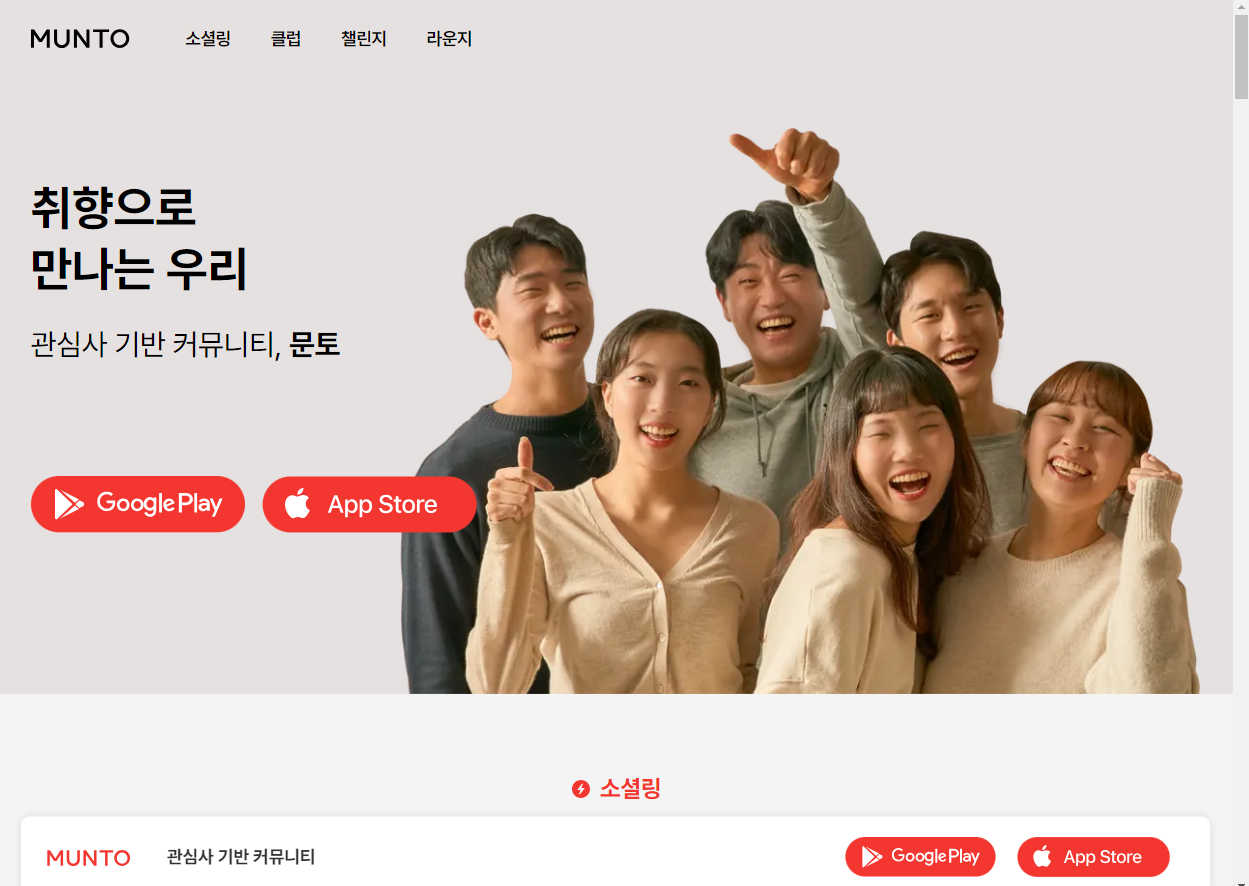 MUNTO 소셜링 클럽 챌린지 라운지
취향으로
만나는 우리
관심사 기반 커뮤니티, 문토
Google Play App Store
소셜링
MUNTO 관심사 기반 커뮤니티 Google Play App Store